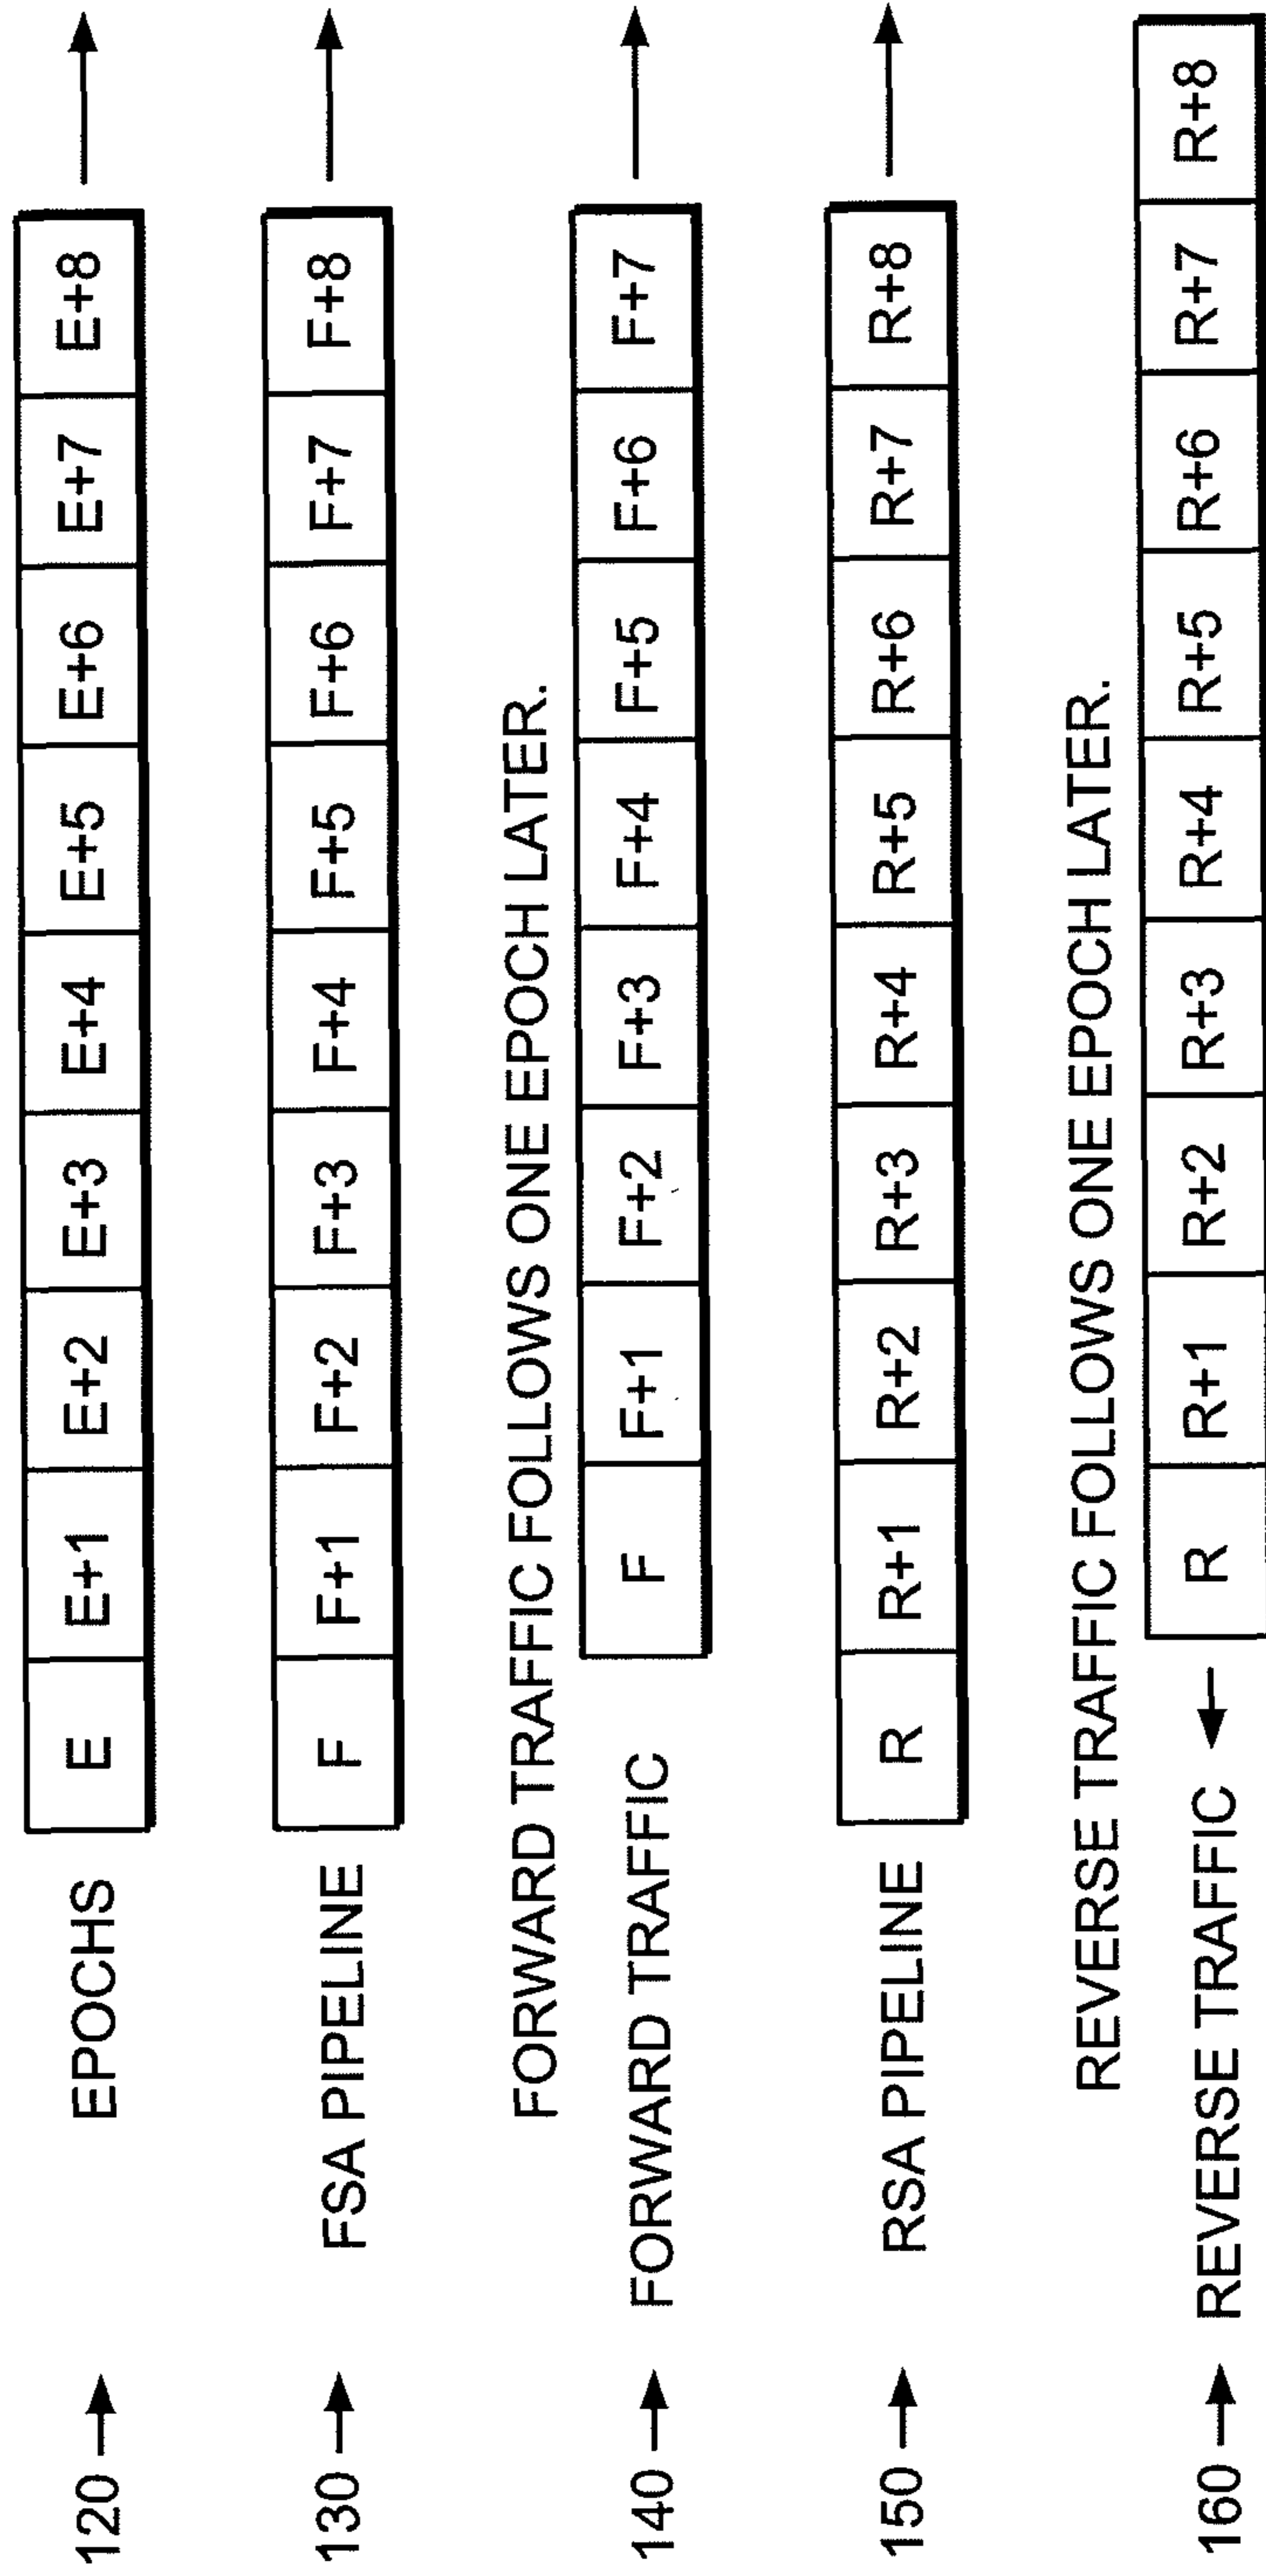 120 → EPOCHS E E+1 E+2 E+3 E+4 E+5 E+6 E+7 E+8 →
130 → FSA PIPELINE F F+1 F+2 F+3 F+4 F+5 F+6 F+7 F+8 →
FORWARD TRAFFIC FOLLOWS ONE EPOCH LATER.
140 → FORWARD TRAFFIC F F+1 F+2 F+3 F+4 F+5 F+6 F+7 →
150 → RSA PIPELINE R R+1 R+2 R+3 R+4 R+5 R+6 R+7 R+8 →
REVERSE TRAFFIC FOLLOWS ONE EPOCH LATER.
160 → REVERSE TRAFFIC ← R R+1 R+2 R+3 R+4 R+5 R+6 R+7 R+8